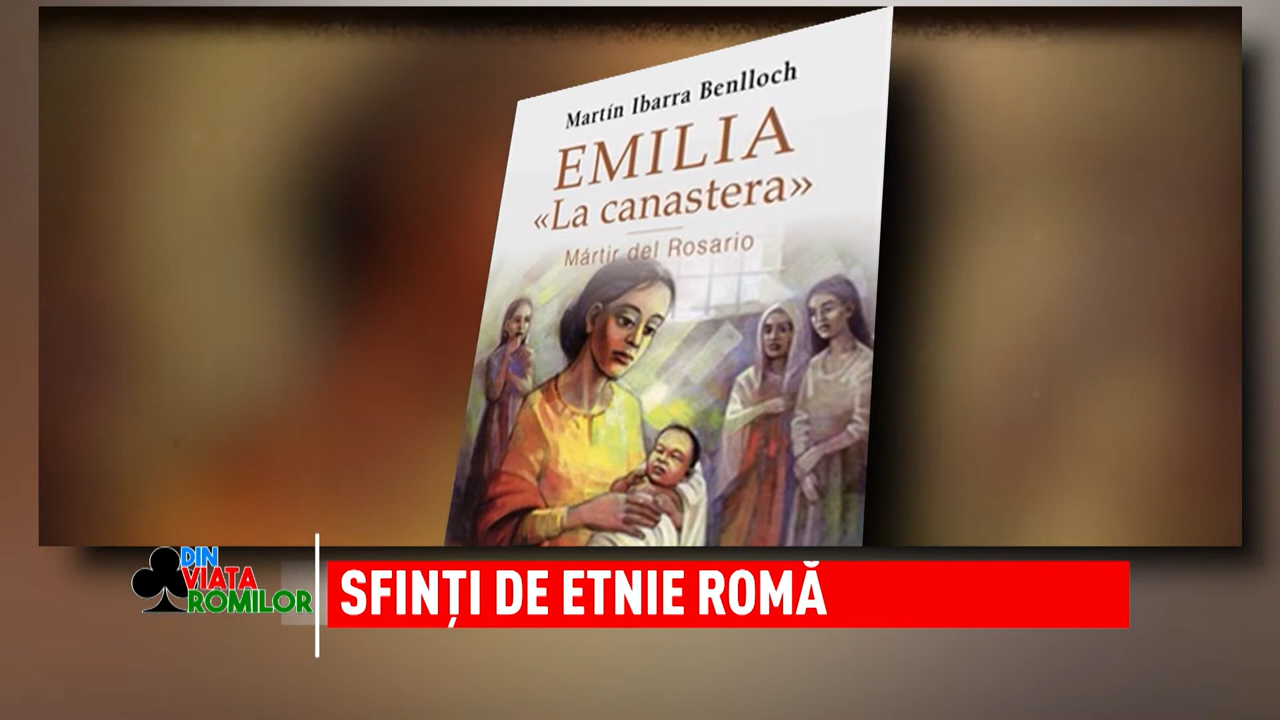 Martín Ibarra Benlloch
EMILIA
«La canastera»
Mártir del Rosario
DIN
VIATA
ROMILOR
SFINȚI DE ETNIE ROMĂ